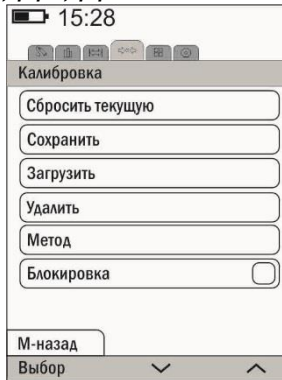 15:28
Калибровка
Сбросить текущую
Сохранить
Загрузить
Удалить
Метод
Блокировка
М-назад
Выбор